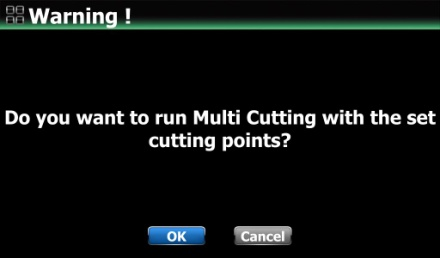 Warning !
Do you want to run Multi Cutting with the set
cutting points?
OK Cancel